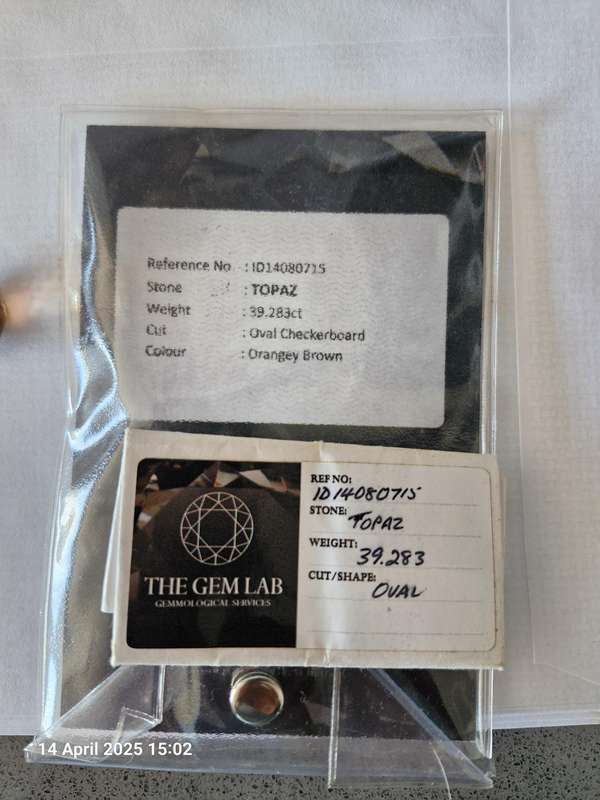 Reference No : ID14080715
Stone : TOPAZ
Weight : 39.283ct
Cut : Oval Checkerboard
Colour : Orangey Brown
REF NO:
ID14080715
STONE:
TOPAZ
WEIGHT:
39.283
CUT/SHAPE:
OVAL
THE GEM LAB
GEMMOLOGICAL SERVICES
14 April 2025 15:02